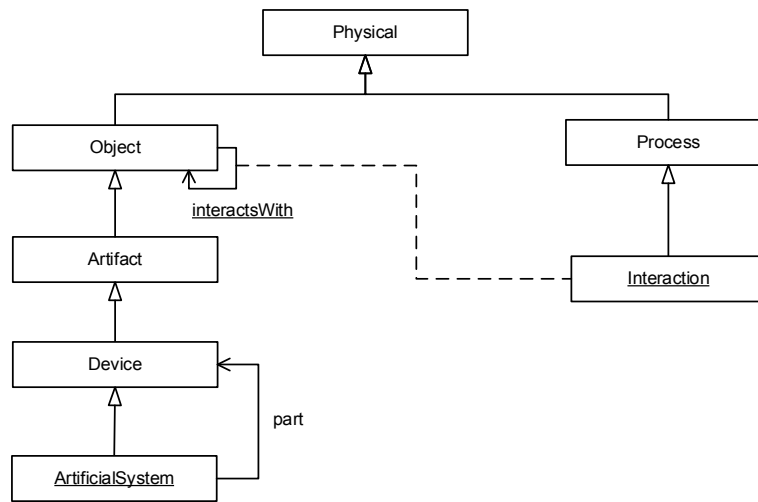 Physical
Object
Process
interactsWith
Artifact
Interaction
Device
part
ArtificialSystem